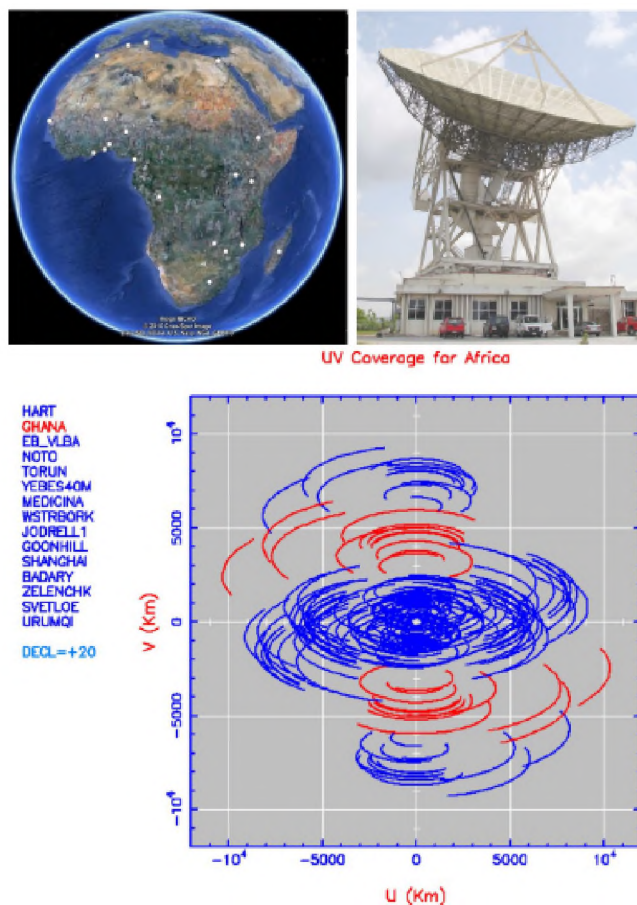 UV Coverage for Africa
HART
GHANA
EB_VLBA
NOTO
TORUN
YEBES40M
MEDICINA
WSTRBORK
JODRELL1
GOONHILL
SHANGHAI
BADARY
ZELENCHK
SVETLOE
URUMQI
DECL=+20
V (Km)
10⁴
5000
0
−5000
−10⁴
−10⁴
−5000
0
5000
10⁴
U (Km)